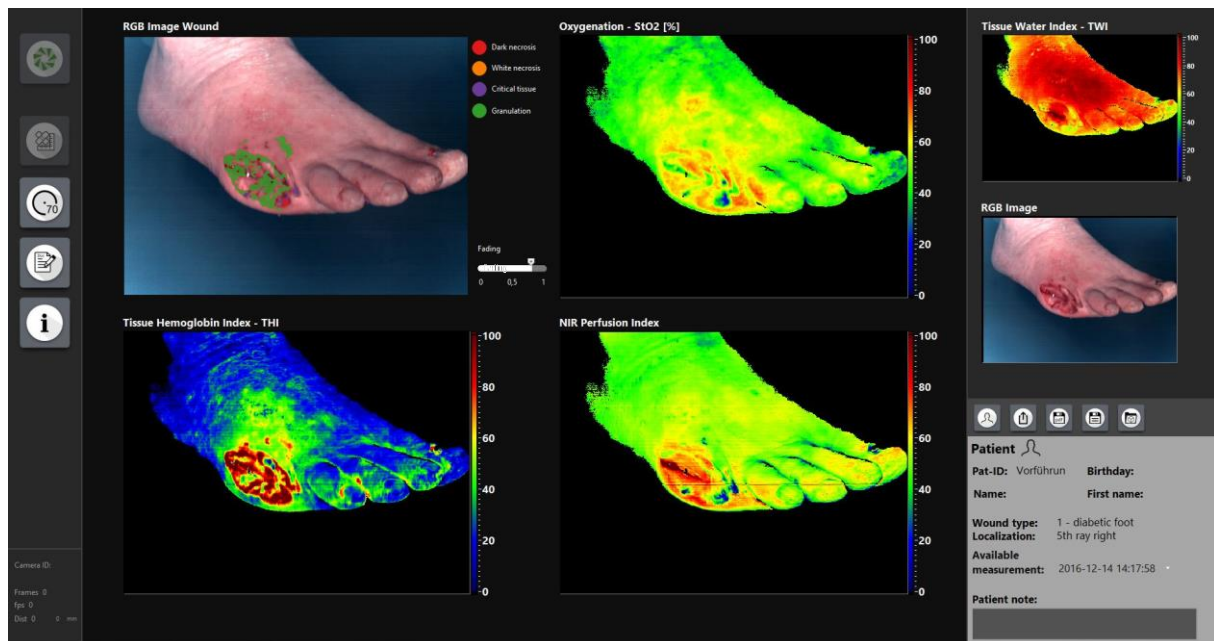 RGB Image Wound
Dark necrosis
White necrosis
Critical tissue
Granulation
Fading
0 0,5 1
Oxygenation - StO2 [%]
100
80
60
40
20
0
Tissue Water Index - TWI
100
80
60
40
20
0
RGB Image
70
i
Tissue Hemoglobin Index - THI
100
80
60
40
20
0
NIR Perfusion Index
100
80
60
40
20
0
Patient
Pat-ID: Vorführun Birthday:
Name: First name:
Wound type: 1 - diabetic foot
Localization: 5th ray right
Available
measurement: 2016-12-14 14:17:58
Patient note:
Camera ID:
Frames 0
fps 0
Dist 0 0 mm